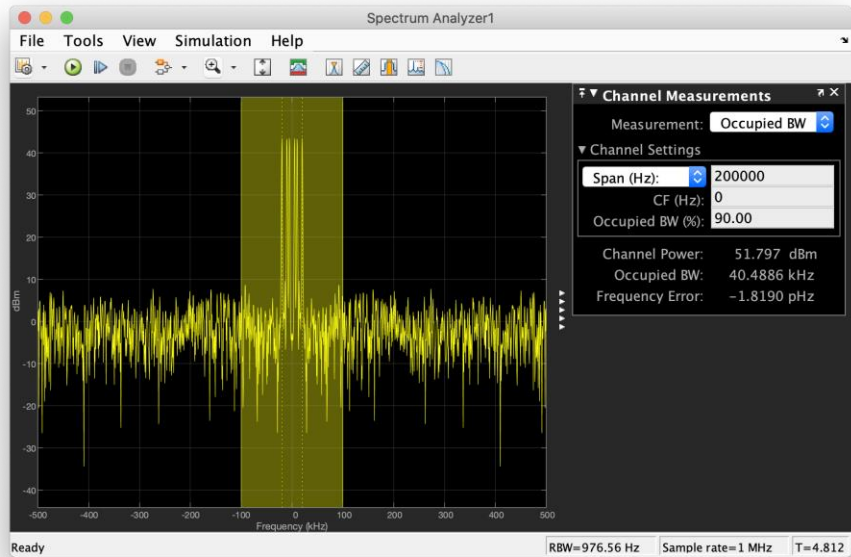 Spectrum Analyzer1
File Tools View Simulation Help
50
40
30
20
10
0
-10
-20
-30
-40
dBm
-500 -400 -300 -200 -100 0 100 200 300 400 500
Frequency (kHz)
Channel Measurements
Measurement: Occupied BW
Channel Settings
Span (Hz): 200000
CF (Hz): 0
Occupied BW (%): 90.00
Channel Power: 51.797 dBm
Occupied BW: 40.4886 kHz
Frequency Error: -1.8190 pHz
Ready RBW=976.56 Hz Sample rate=1 MHz T=4.812